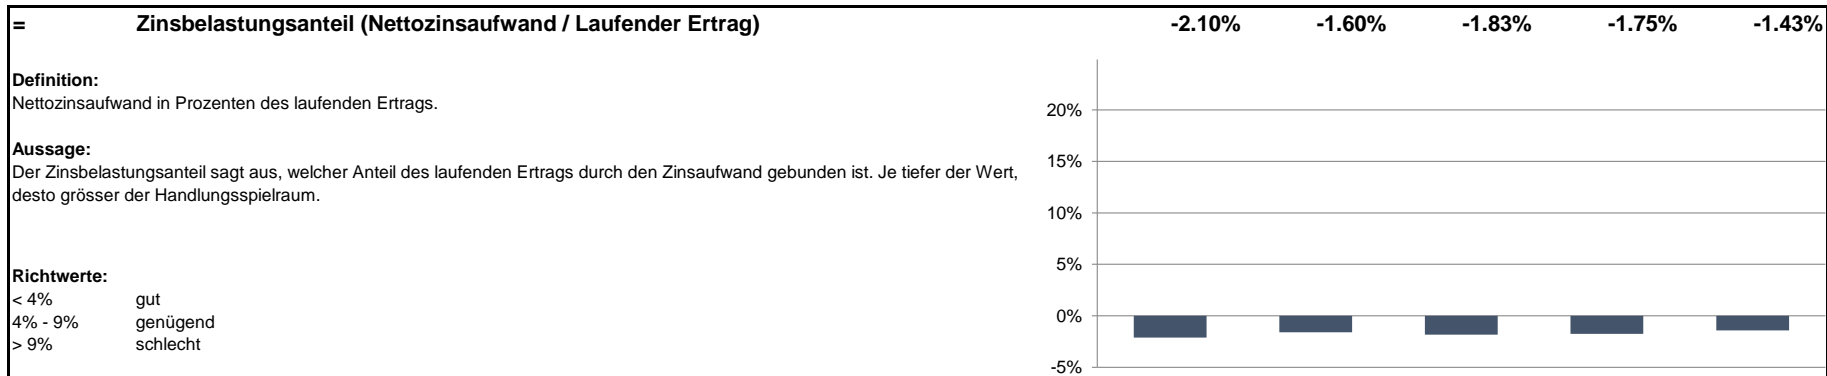 = Zinsbelastungsanteil (Nettozinsaufwand / Laufender Ertrag) -2.10% -1.60% -1.83% -1.75% -1.43%
Definition:
Nettozinsaufwand in Prozenten des laufenden Ertrags.
Aussage:
Der Zinsbelastungsanteil sagt aus, welcher Anteil des laufenden Ertrags durch den Zinsaufwand gebunden ist. Je tiefer der Wert,
desto grösser der Handlungsspielraum.
Richtwerte:
< 4% gut
4% - 9% genügend
> 9% schlecht
20%
15%
10%
5%
0%
-5%